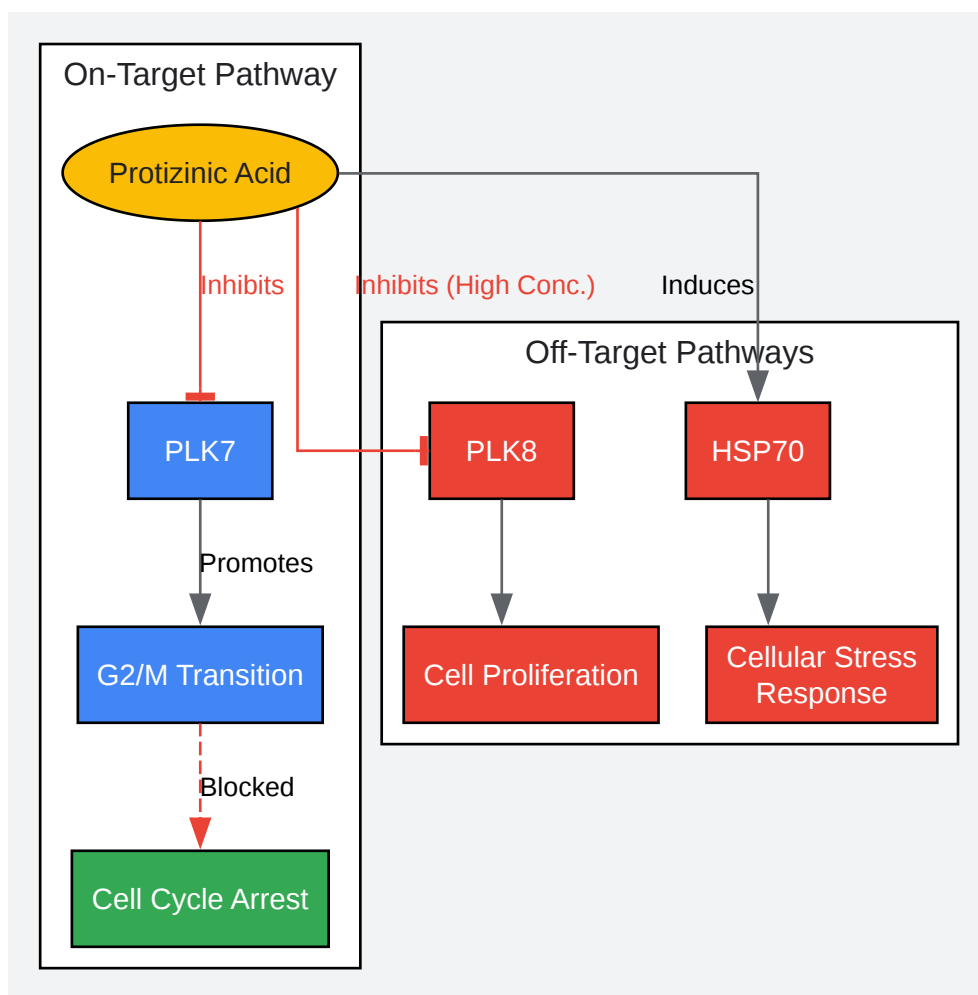 On-Target Pathway
Protizinic Acid
Inhibits
Inhibits (High Conc.)
Induces
Off-Target Pathways
PLK7
PLK8
HSP70
Promotes
G2/M Transition
Cell Proliferation
Cellular Stress
Response
Blocked
Cell Cycle Arrest